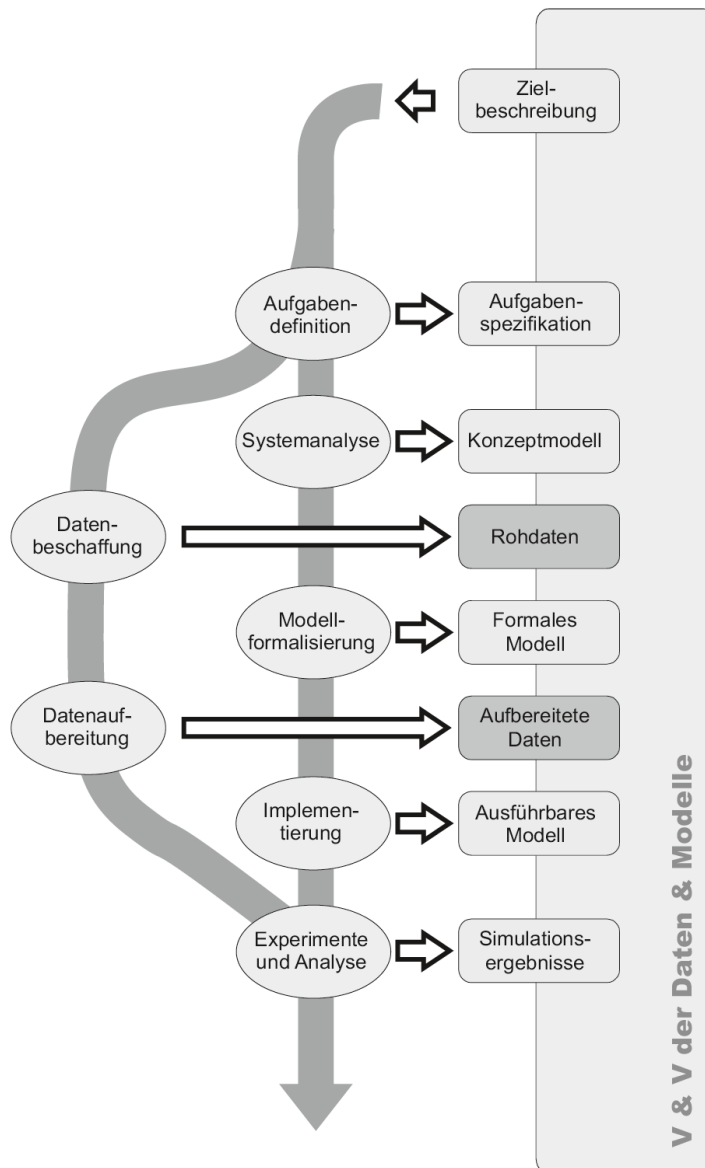 Ziel-
beschreibung
Aufgaben-
definition
Aufgaben-
spezifikation
Systemanalyse
Konzeptmodell
Daten-
beschaffung
Rohdaten
Modell-
formalisierung
Formales
Modell
Datenauf-
bereitung
Aufbereitete
Daten
Implemen-
tierung
Ausführbares
Modell
Experimente
und Analyse
Simulations-
ergebnisse
V & V der Daten & Modelle